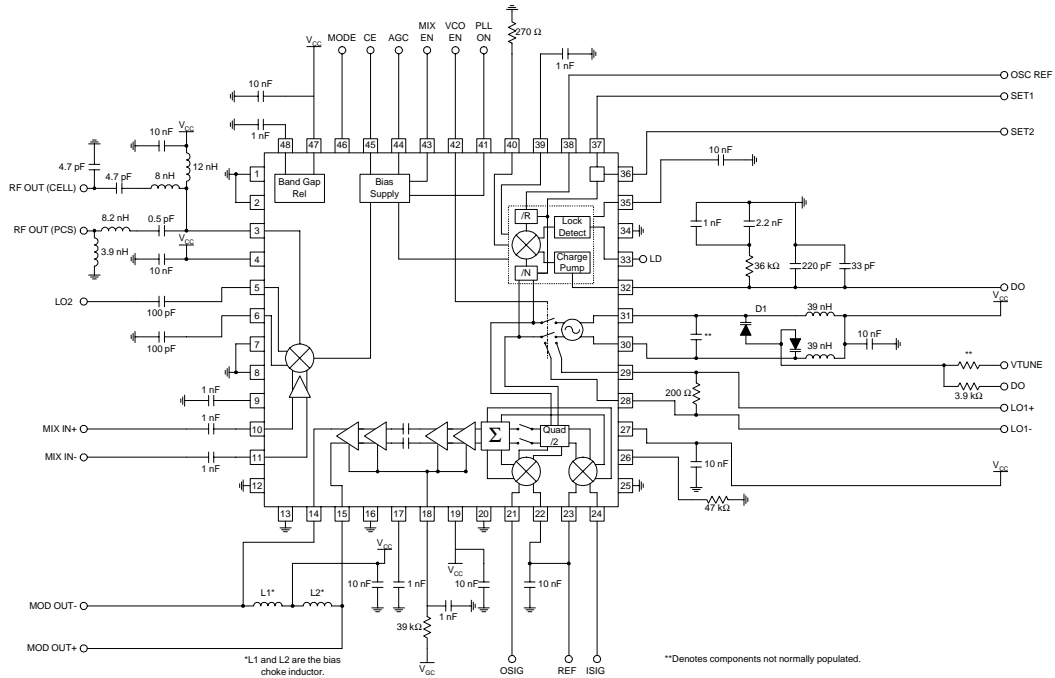 MIX VCO PLL
MODE CE AGC EN EN ON
VCC
270 Ω
10 nF
1 nF
1 nF
OSC REF
SET1
SET2
VCC
10 nF
4.7 pF
4.7 pF
12 nH
8 nH
RF OUT (CELL)
48 47 46 45 44 43 42 41 40 39 38 37
10 nF
1
2
3
4
5
6
7
8
9
10
11
12
Band Gap
Rel
Bias
Supply
/R
Lock
Detect
/N
Charge
Pump
36
35
34
33
32
31
30
29
28
27
26
25
LD
8.2 nH
0.5 pF
RF OUT (PCS)
3.9 nH
VCC
10 nF
LO2
100 pF
100 pF
1 nF
MIX IN+
1 nF
MIX IN-
1 nF
1 nF
2.2 nF
36 kΩ
220 pF
33 pF
DO
VCC
39 nH
D1
**
39 nH
10 nF
**
VTUNE
DO
3.9 kΩ
200 Ω
LO1+
LO1-
10 nF
VCC
47 kΩ
Σ
Quad
/2
13 14 15 16 17 18 19 20 21 22 23 24
VCC
10 nF
1 nF
VCC
10 nF
10 nF
1 nF
39 kΩ
VGC
L1*
L2*
MOD OUT-
MOD OUT+
OSIG REF ISIG
*L1 and L2 are the bias
choke inductor.
**Denotes components not normally populated.